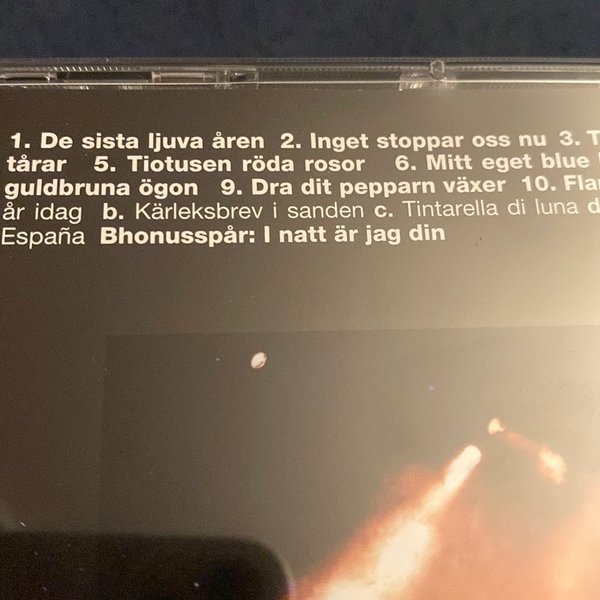 1. De sista ljuva åren 2. Inget stoppar oss nu 3. T
tårar 5. Tiotusen röda rosor 6. Mitt eget blue
guldbruna ögon 9. Dra dit pepparn växer 10. Fla
år idag b. Kärleksbrev i sanden c. Tintarella di luna d
España Bhonusspår: I natt är jag din